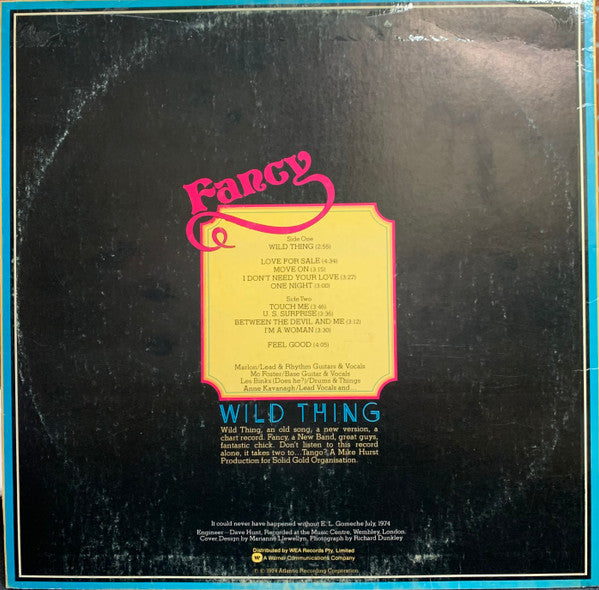 Fancy
Side One
WILD THING (2:55)
LOVE FOR SALE (4:34)
MOVE ON (3:15)
I DON'T NEED YOUR LOVE (3:27)
ONE NIGHT (3:00)
Side Two
TOUCH ME (3:46)
U. S. SURPRISE (3:36)
BETWEEN THE DEVIL AND ME (3:12)
I'M A WOMAN (3:30)
FEEL GOOD (4:05)
Marlon/Lead & Rhythm Guitars & Vocals
Mo Foster/Base Guitar & Vocals
Les Binks (Does he?)/Drums & Things
Anne Kavanagh/Lead Vocals and ...
WILD THING
Wild Thing, an old song, a new version, a
chart record. Fancy, a New Band, great guys,
fantastic chick. Don't listen to this record
alone, it takes two to...Tango? A Mike Hurst
Production for Solid Gold Organisation.
It could never have happened without E. L. Gomeche July, 1974
Engineer—Dave Hunt, Recorded at the Music Centre, Wembley, London.
Cover Design by Marianne Llewellyn, Photograph by Richard Dunkley
Distributed by WEA Records Pty. Limited
A Warner Communications Company
℗ © 1974 Atlantic Recording Corporation